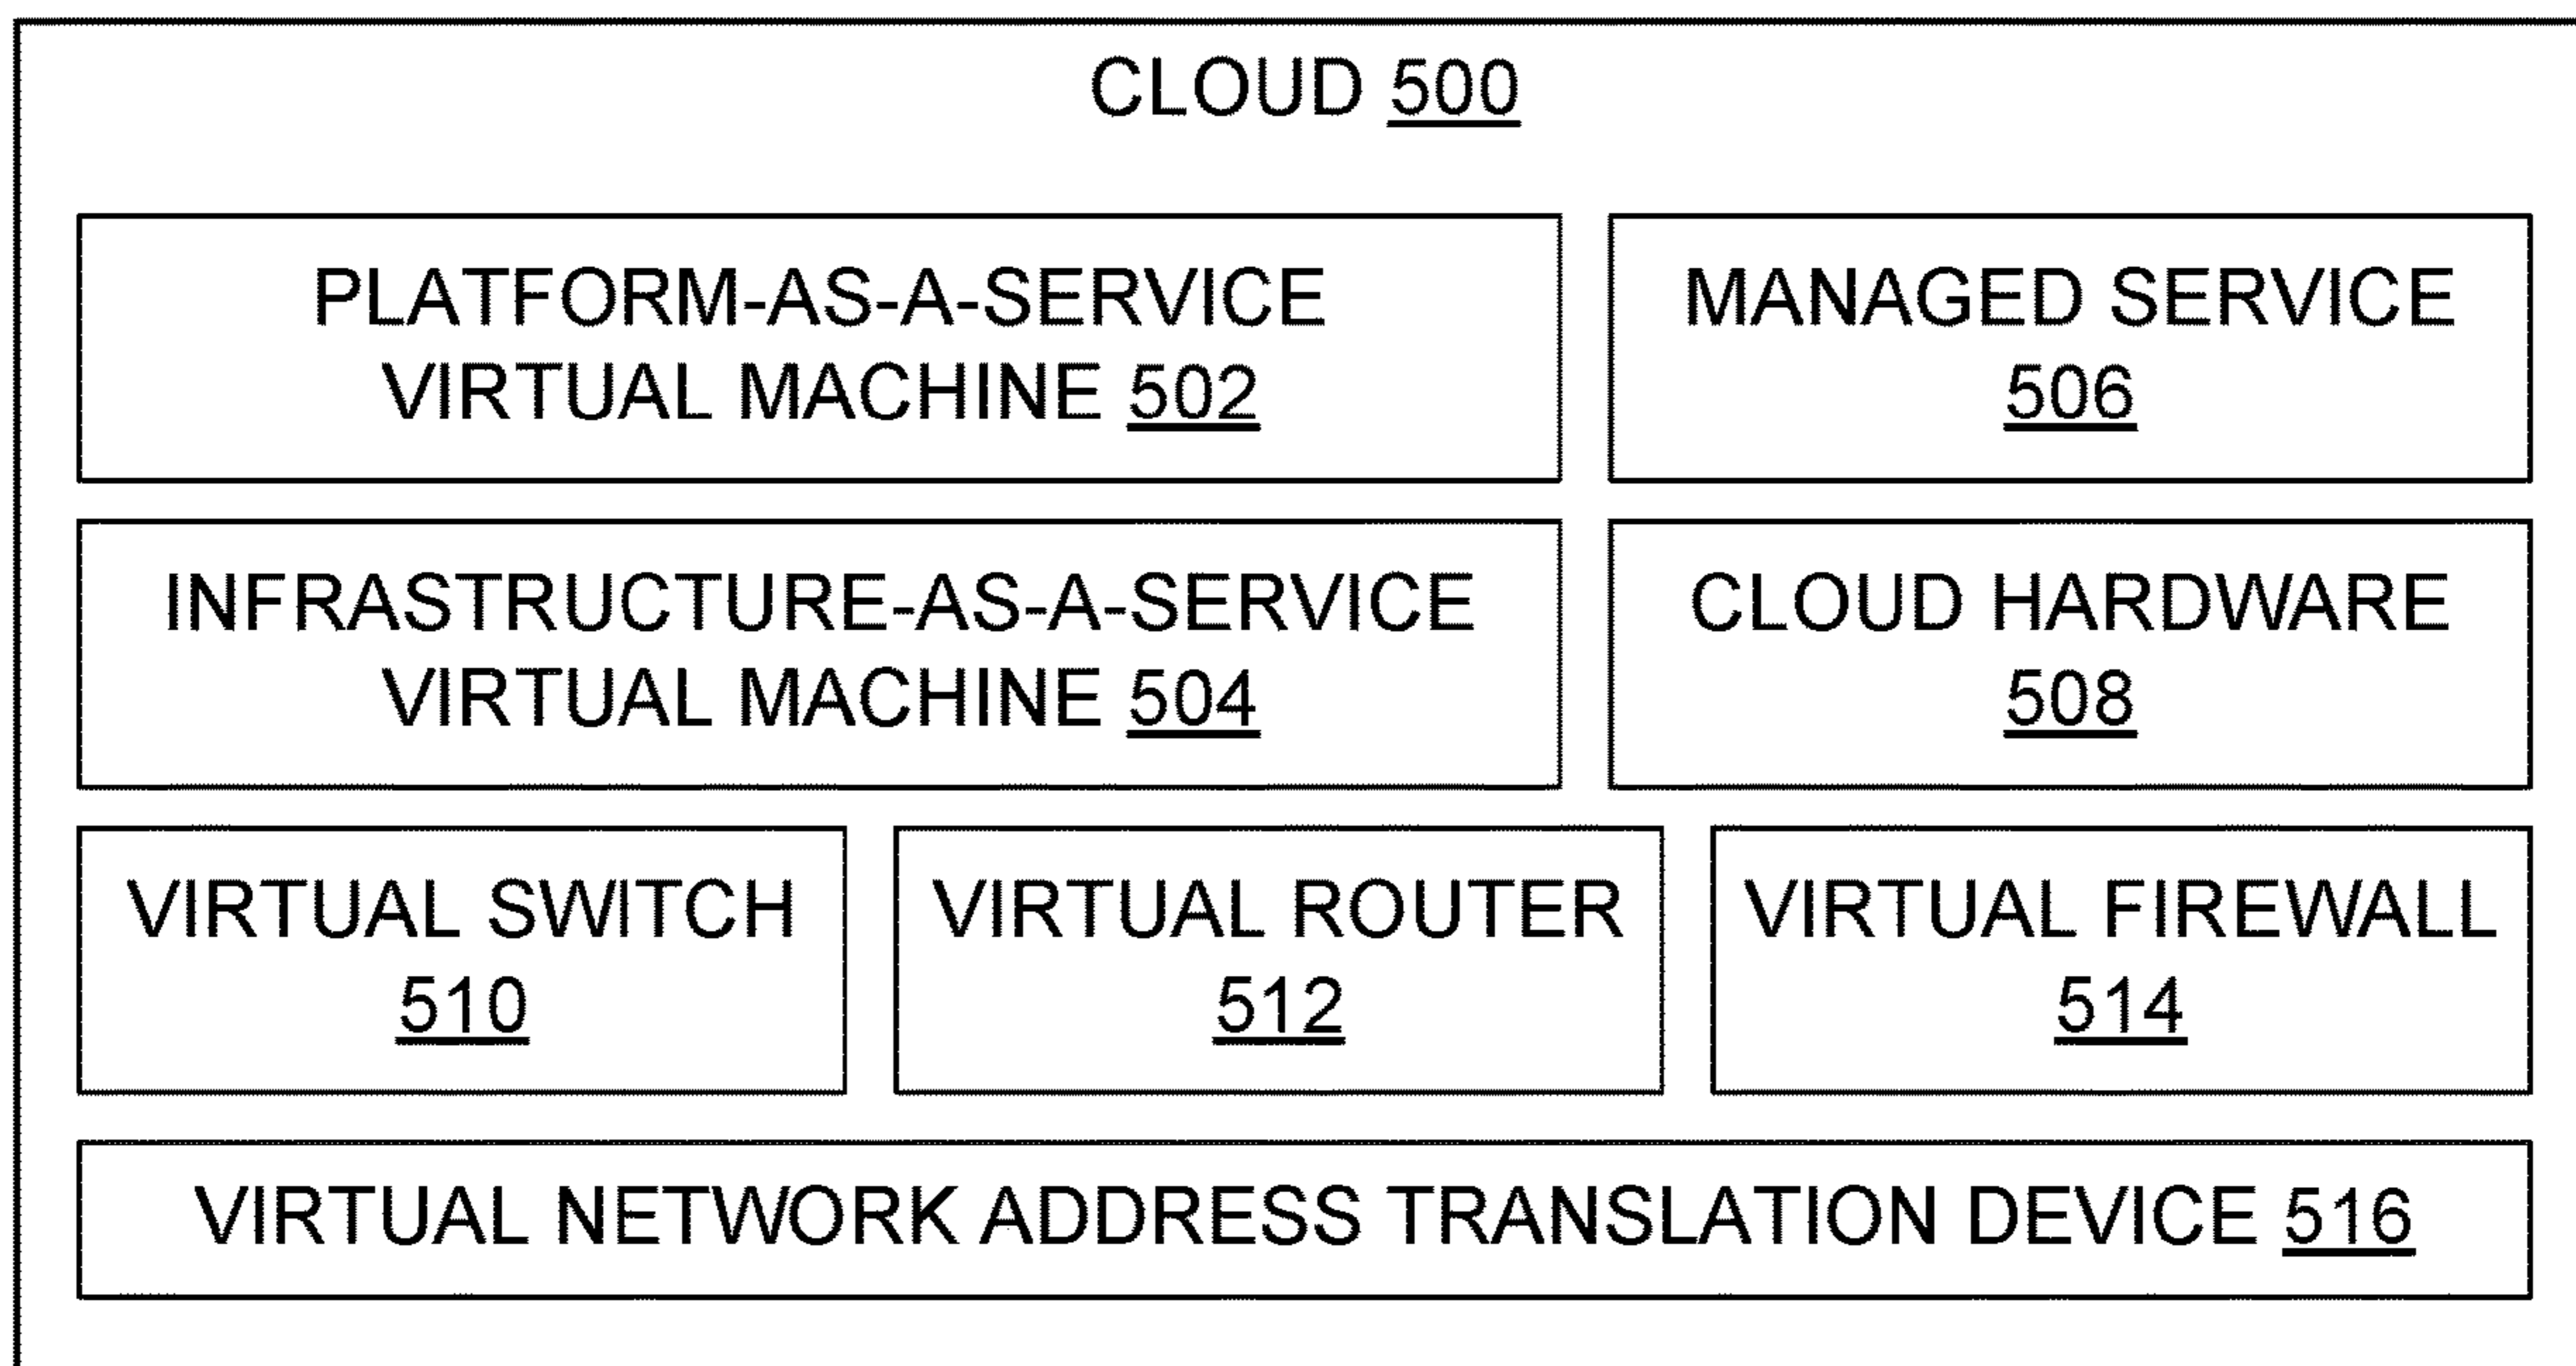 CLOUD 500
PLATFORM-AS-A-SERVICE
VIRTUAL MACHINE 502
MANAGED SERVICE
506
INFRASTRUCTURE-AS-A-SERVICE
VIRTUAL MACHINE 504
CLOUD HARDWARE
508
VIRTUAL SWITCH
510
VIRTUAL ROUTER
512
VIRTUAL FIREWALL
514
VIRTUAL NETWORK ADDRESS TRANSLATION DEVICE 516